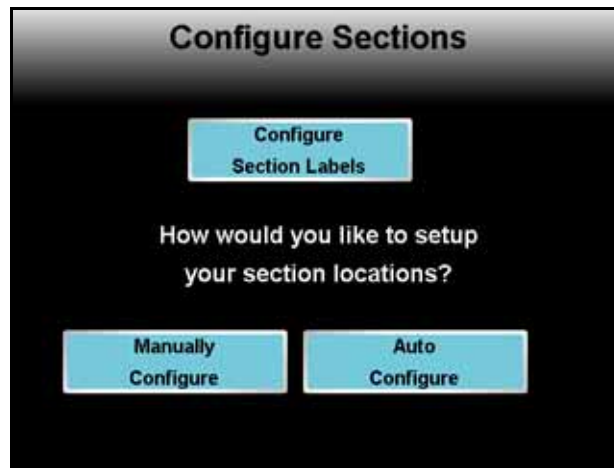 Configure Sections
Configure
Section Labels
How would you like to setup
your section locations?
Manually
Configure
Auto
Configure